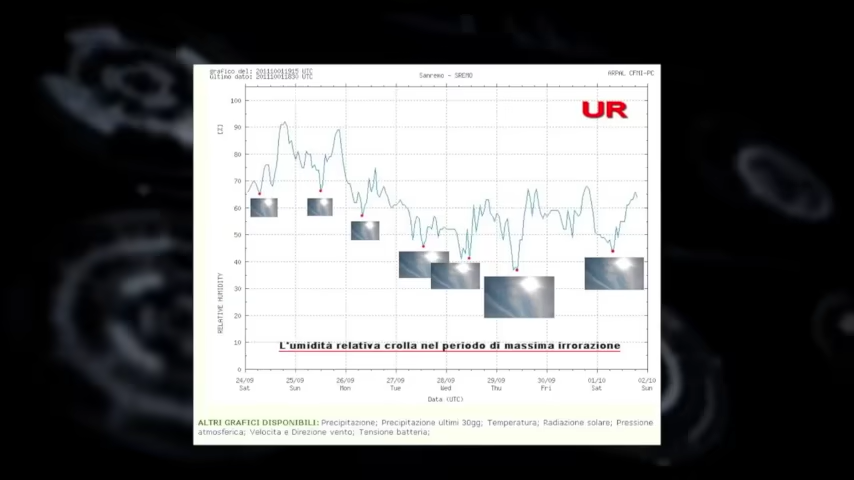 grafico del: 201110011915 UTC
Ultimo dato: 201110011830 UTC
Sanremo - SREMO
ARPAL CFMI-PC
UR
[%]
100
90
80
70
60
50
40
30
20
10
0
RELATIVE HUMIDITY
L'umidità relativa crolla nel periodo di massima irrorazione
24/09 25/09 26/09 27/09 28/09 29/09 30/09 01/10 02/10
Sat Sun Mon Tue Wed Thu Fri Sat Sun
Data (UTC)
ALTRI GRAFICI DISPONIBILI: Precipitazione; Precipitazione ultimi 30gg; Temperatura; Radiazione solare; Pressione
atmosferica; Velocita e Direzione vento; Tensione batteria;